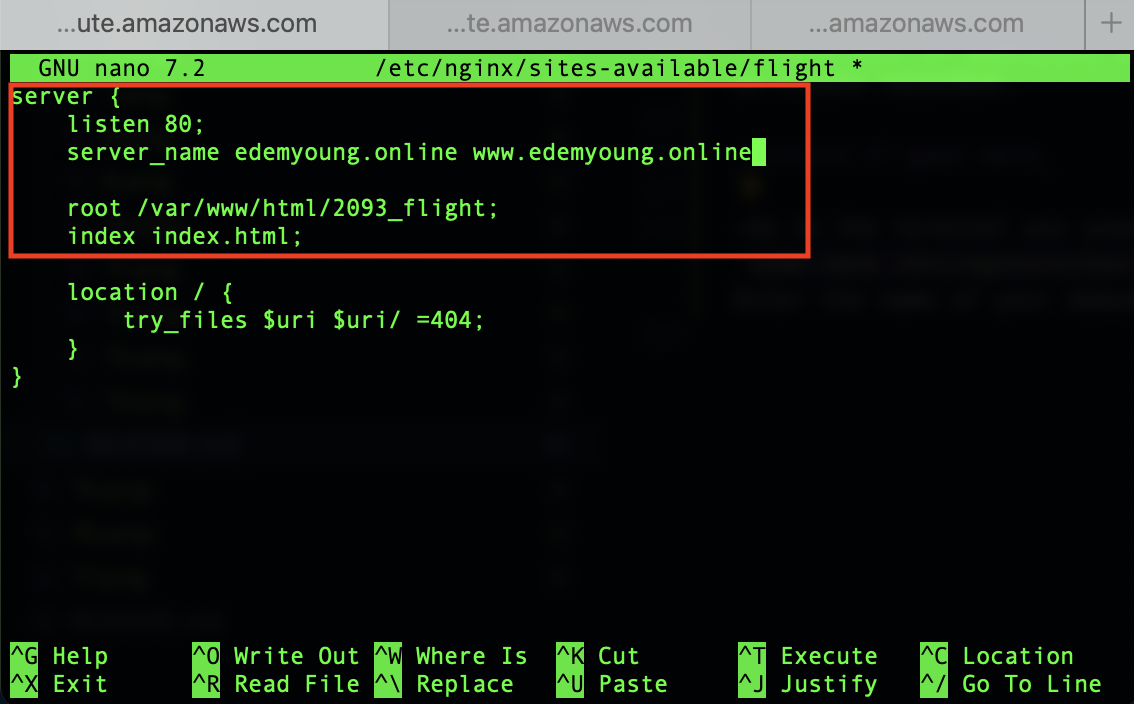 ...ute.amazonaws.com ...te.amazonaws.com ...amazonaws.com +
GNU nano 7.2 /etc/nginx/sites-available/flight *
server {
    listen 80;
    server_name edemyoung.online www.edemyoung.online
    root /var/www/html/2093_flight;
    index index.html;
    location / {
        try_files $uri $uri/ =404;
    }
}
^G Help ^O Write Out ^W Where Is ^K Cut ^T Execute ^C Location
^X Exit ^R Read File ^\ Replace ^U Paste ^J Justify ^/ Go To Line